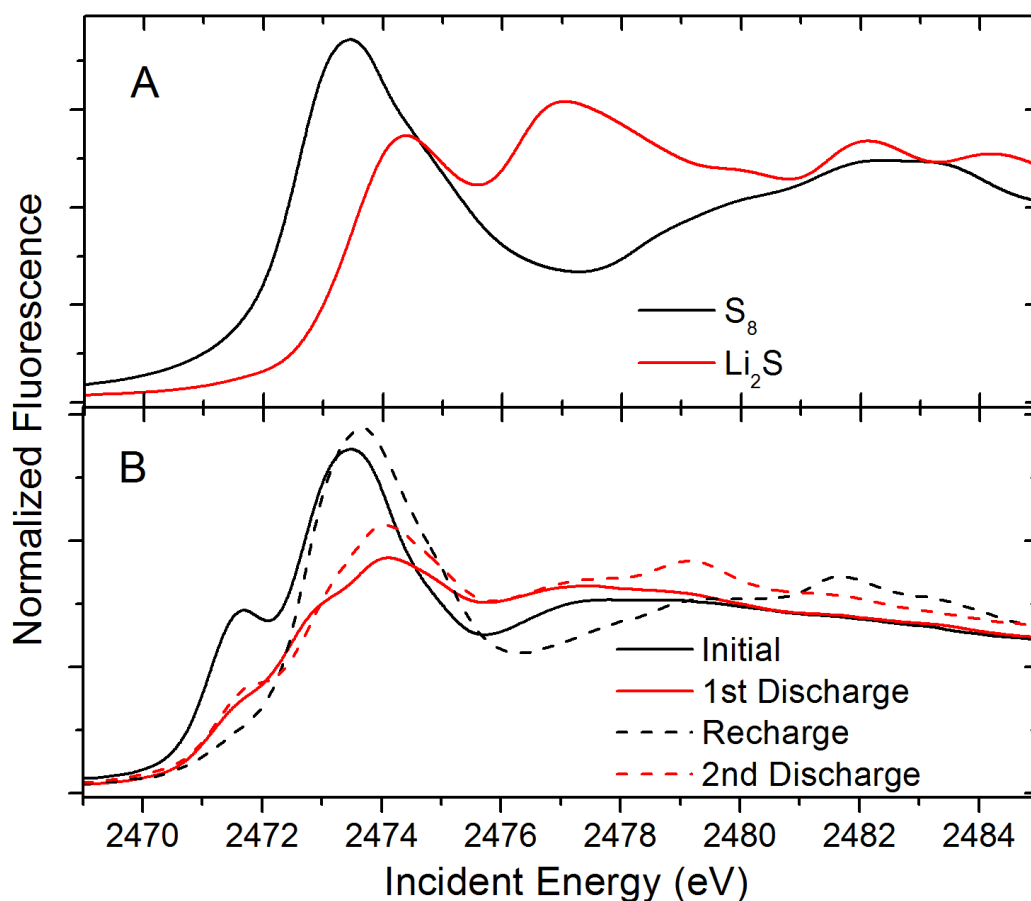 A
S₈
Li₂S
Normalized Fluorescence
B
Initial
1st Discharge
Recharge
2nd Discharge
2470 2472 2474 2476 2478 2480 2482 2484
Incident Energy (eV)